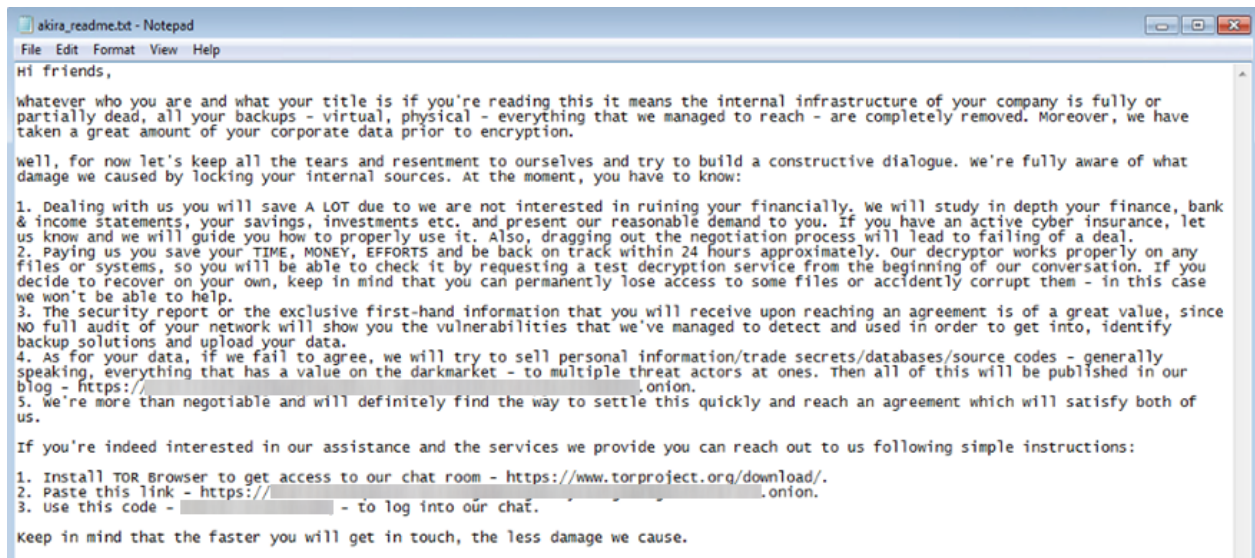 akira_readme.txt - Notepad
File Edit Format View Help
Hi friends,
Whatever who you are and what your title is if you're reading this it means the internal infrastructure of your company is fully or
partially dead, all your backups - virtual, physical - everything that we managed to reach - are completely removed. Moreover, we have
taken a great amount of your corporate data prior to encryption.
Well, for now let's keep all the tears and resentment to ourselves and try to build a constructive dialogue. We're fully aware of what
damage we caused by locking your internal sources. At the moment, you have to know:
1. Dealing with us you will save A LOT due to we are not interested in ruining your financially. We will study in depth your finance, bank
& income statements, your savings, investments etc. and present our reasonable demand to you. If you have an active cyber insurance, let
us know and we will guide you how to properly use it. Also, dragging out the negotiation process will lead to failing of a deal.
2. Paying us you save your TIME, MONEY, EFFORTS and be back on track within 24 hours approximately. Our decryptor works properly on any
files or systems, so you will be able to check it by requesting a test decryption service from the beginning of our conversation. If you
decide to recover on your own, keep in mind that you can permanently lose access to some files or accidently corrupt them - in this case
we won't be able to help.
3. The security report or the exclusive first-hand information that you will receive upon reaching an agreement is of a great value, since
NO full audit of your network will show you the vulnerabilities that we've managed to detect and used in order to get into, identify
backup solutions and upload your data.
4. As for your data, if we fail to agree, we will try to sell personal information/trade secrets/databases/source codes - generally
speaking, everything that has a value on the darkmarket - to multiple threat actors at ones. Then all of this will be published in our
blog - https:// .onion.
5. We're more than negotiable and will definitely find the way to settle this quickly and reach an agreement which will satisfy both of
us.
If you're indeed interested in our assistance and the services we provide you can reach out to us following simple instructions:
1. Install TOR Browser to get access to our chat room - https://www.torproject.org/download/.
2. Paste this link - https:// .onion.
3. Use this code - - to log into our chat.
Keep in mind that the faster you will get in touch, the less damage we cause.